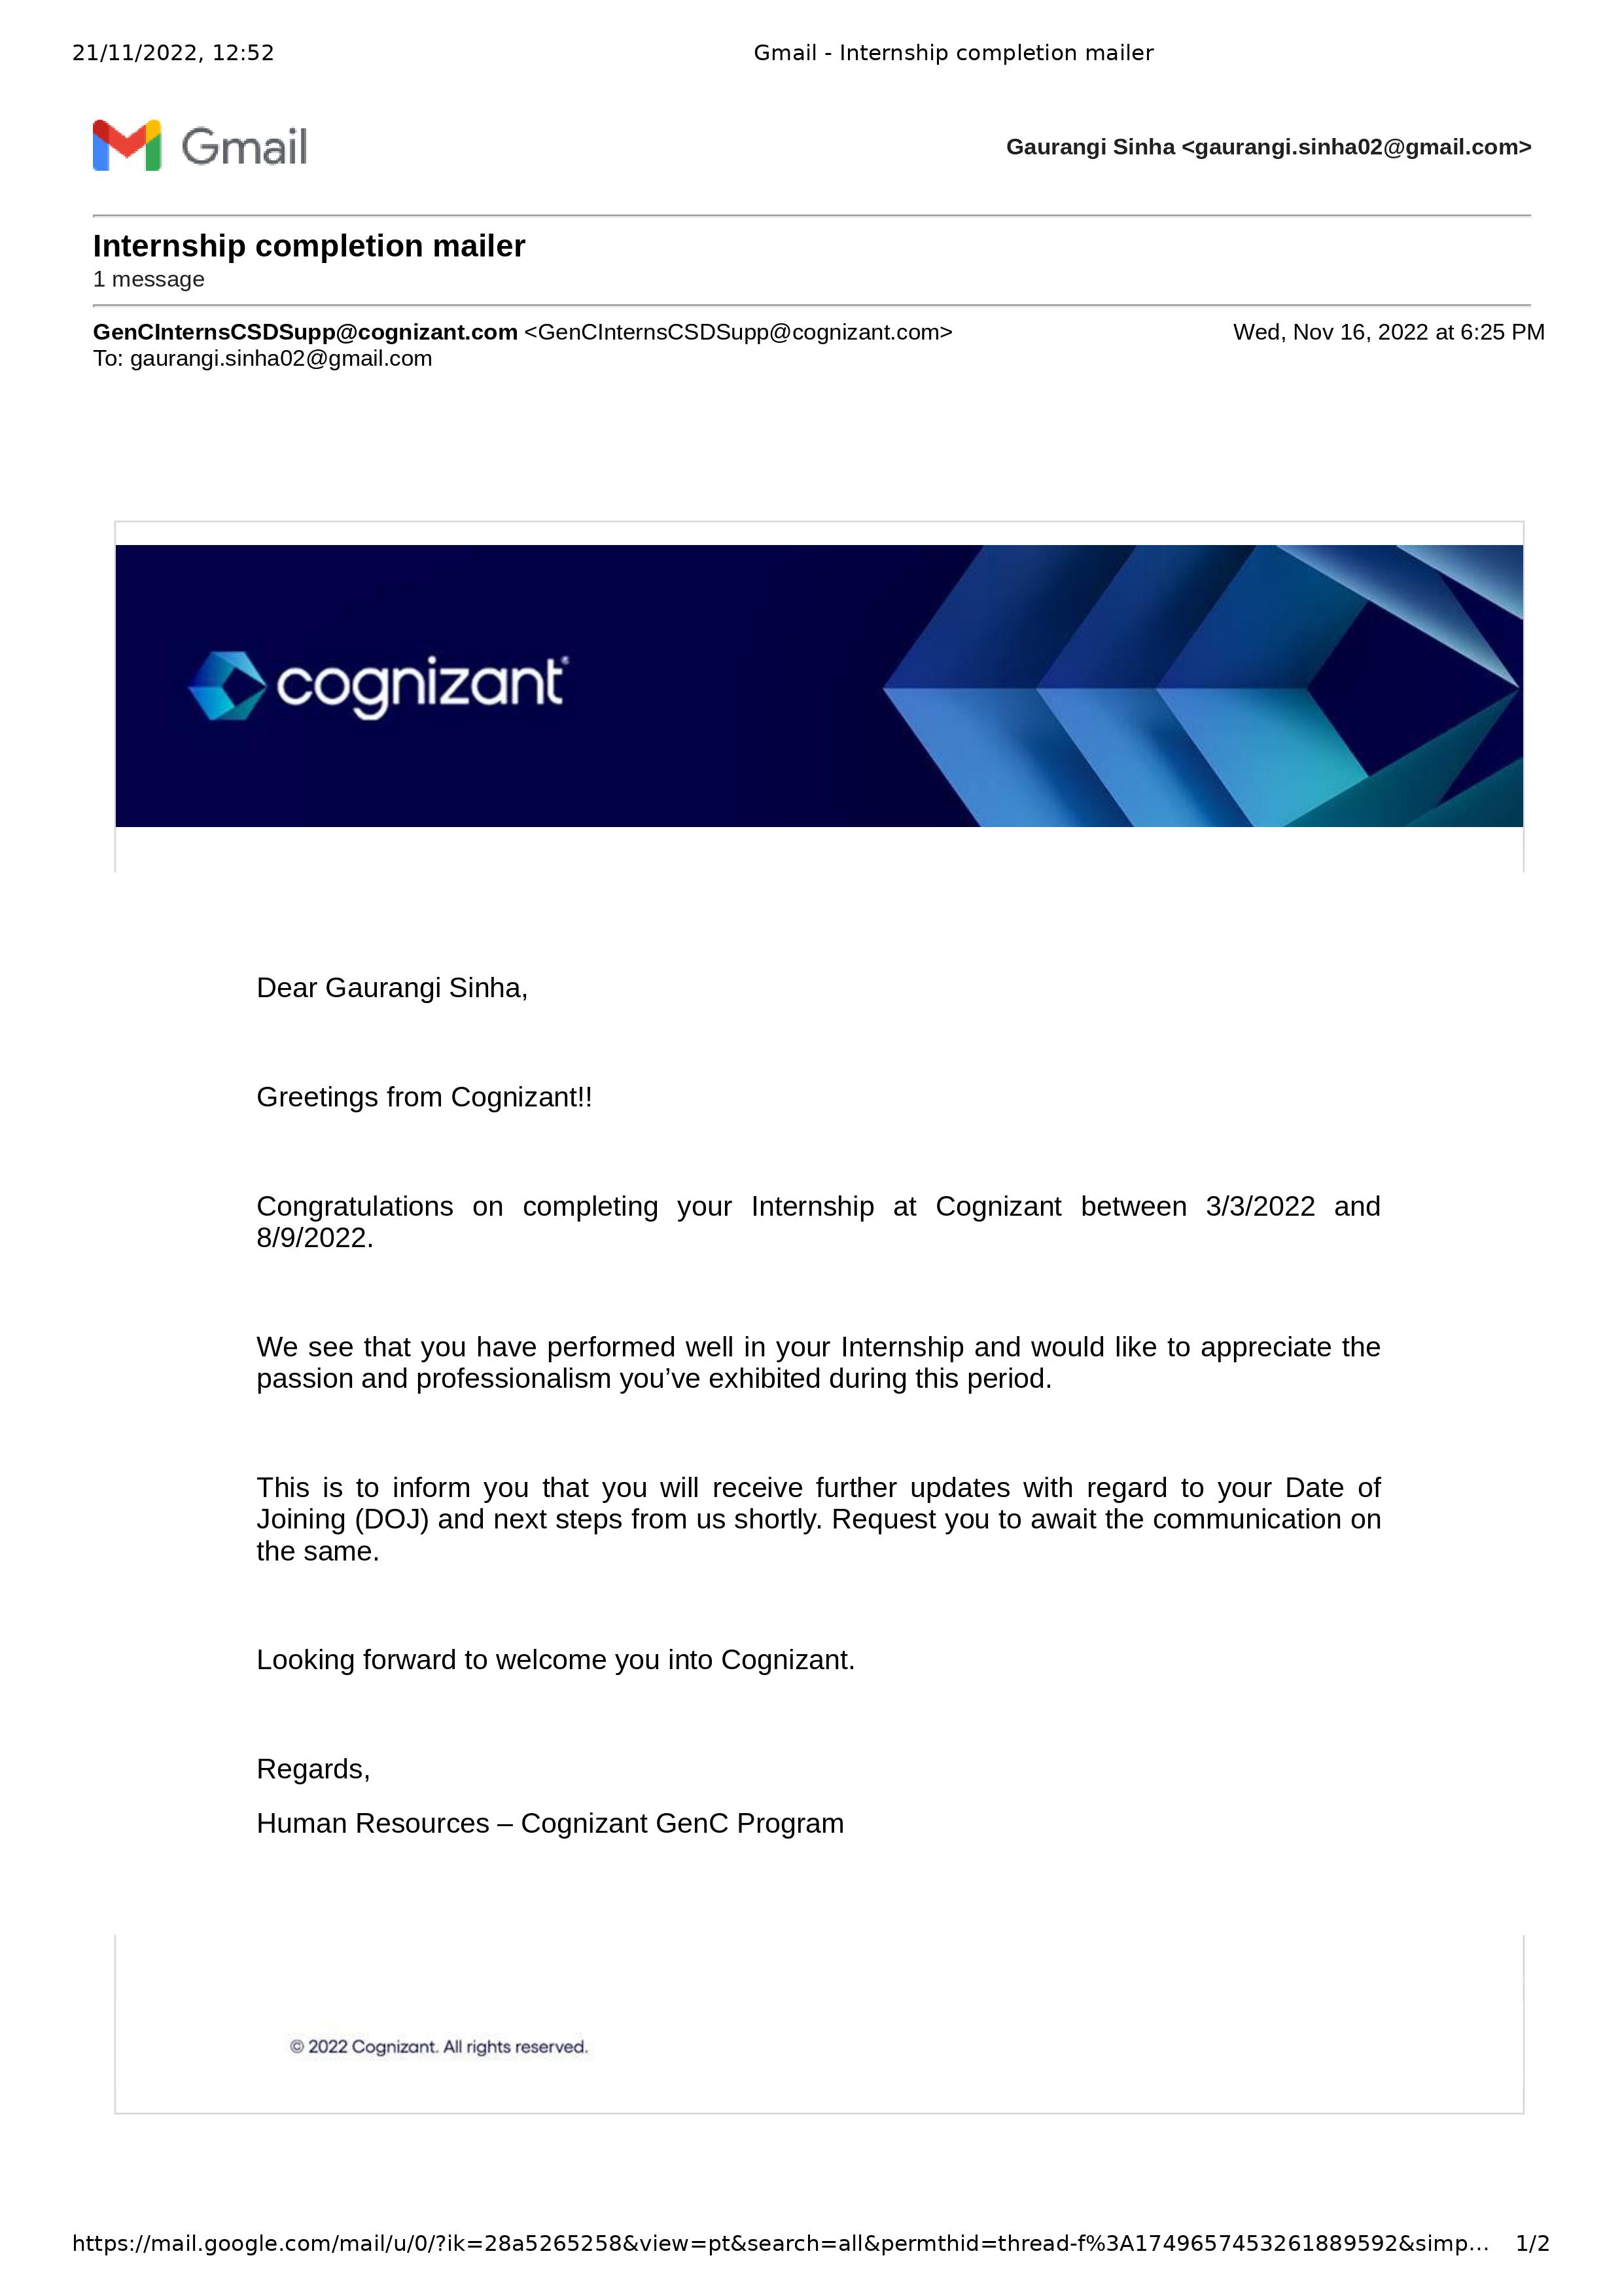 21/11/2022, 12:52 Gmail - Internship completion mailer
Gmail Gaurangi Sinha <gaurangi.sinha02@gmail.com>
Internship completion mailer
1 message
GenCInternsCSDSupp@cognizant.com <GenCInternsCSDSupp@cognizant.com> Wed, Nov 16, 2022 at 6:25 PM
To: gaurangi.sinha02@gmail.com
cognizant®
Dear Gaurangi Sinha,
Greetings from Cognizant!!
Congratulations on completing your Internship at Cognizant between 3/3/2022 and
8/9/2022.
We see that you have performed well in your Internship and would like to appreciate the
passion and professionalism you’ve exhibited during this period.
This is to inform you that you will receive further updates with regard to your Date of
Joining (DOJ) and next steps from us shortly. Request you to await the communication on
the same.
Looking forward to welcome you into Cognizant.
Regards,
Human Resources – Cognizant GenC Program
© 2022 Cognizant. All rights reserved.
https://mail.google.com/mail/u/0/?ik=28a5265258&view=pt&search=all&permthid=thread-f%3A1749657453261889592&simp… 1/2